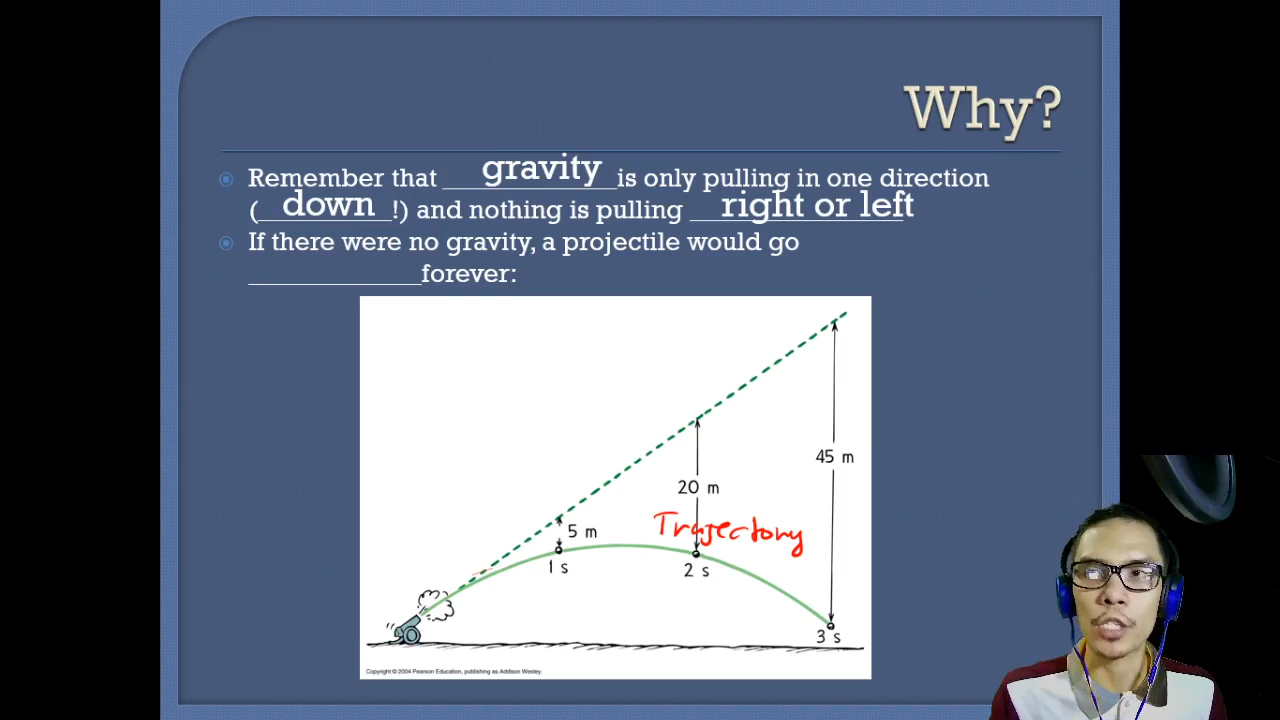 Why?
Remember that gravity is only pulling in one direction
(down!) and nothing is pulling right or left
If there were no gravity, a projectile would go
____________forever:
45 m
20 m
Trajectory
5 m
1 s
2 s
3 s
Copyright © 2004 Pearson Education, publishing as Addison Wesley.